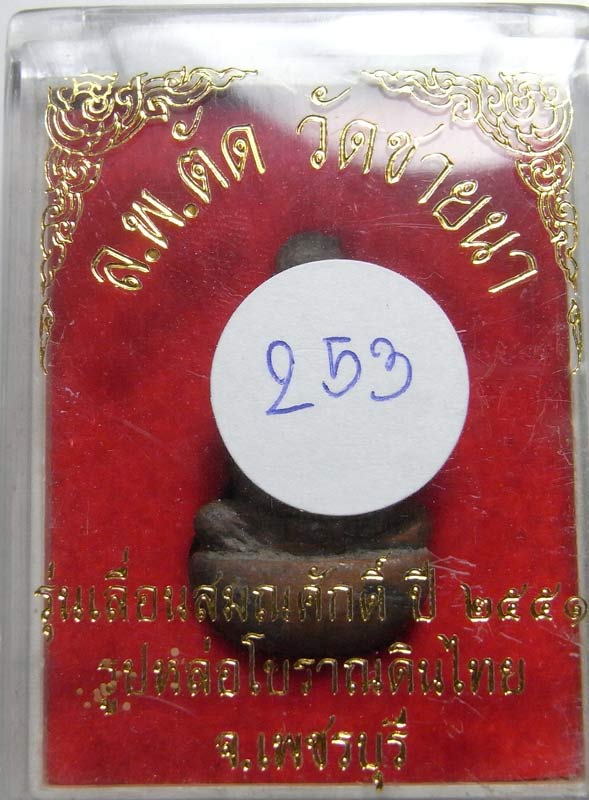 ล.พ.ตัด วัดชายนา
253
รุ่นเลื่อนสมณศักดิ์ ปี ๒๕๕๑
รูปหล่อโบราณดินไทย
จ.เพชรบุรี